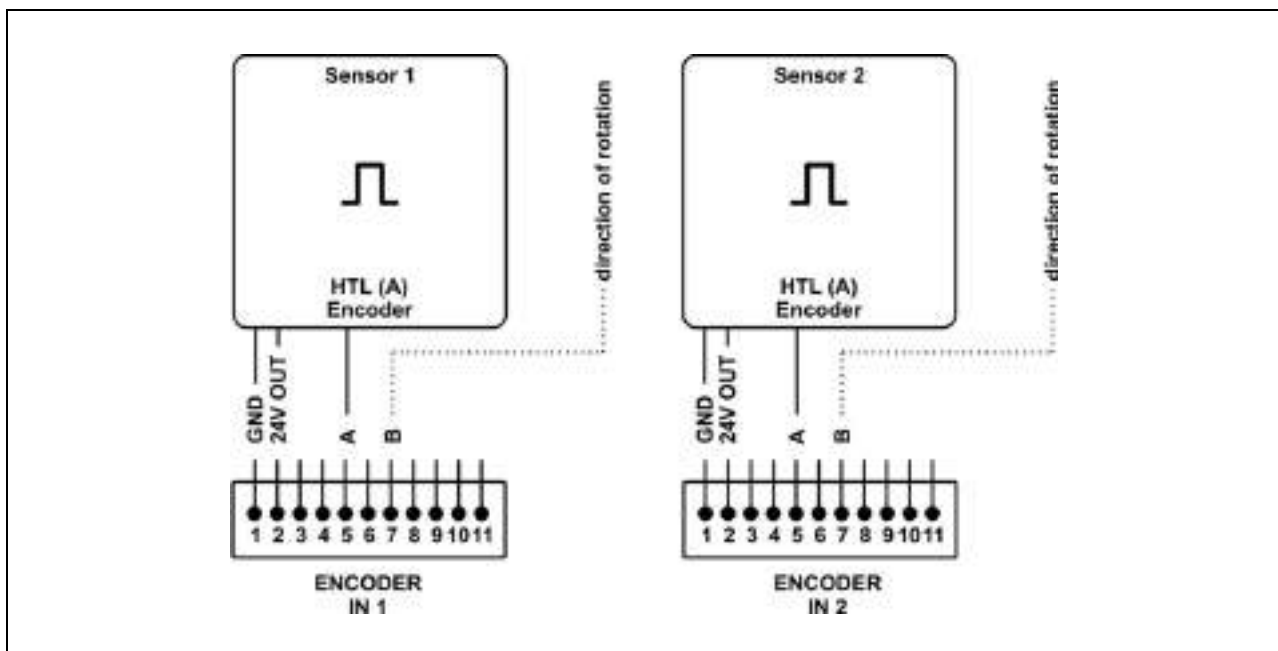 Sensor 1
HTL (A)
Encoder
direction of rotation
GND
24V OUT
A
B
1 2 3 4 5 6 7 8 9 10 11
ENCODER
IN 1
Sensor 2
HTL (A)
Encoder
direction of rotation
GND
24V OUT
A
B
1 2 3 4 5 6 7 8 9 10 11
ENCODER
IN 2